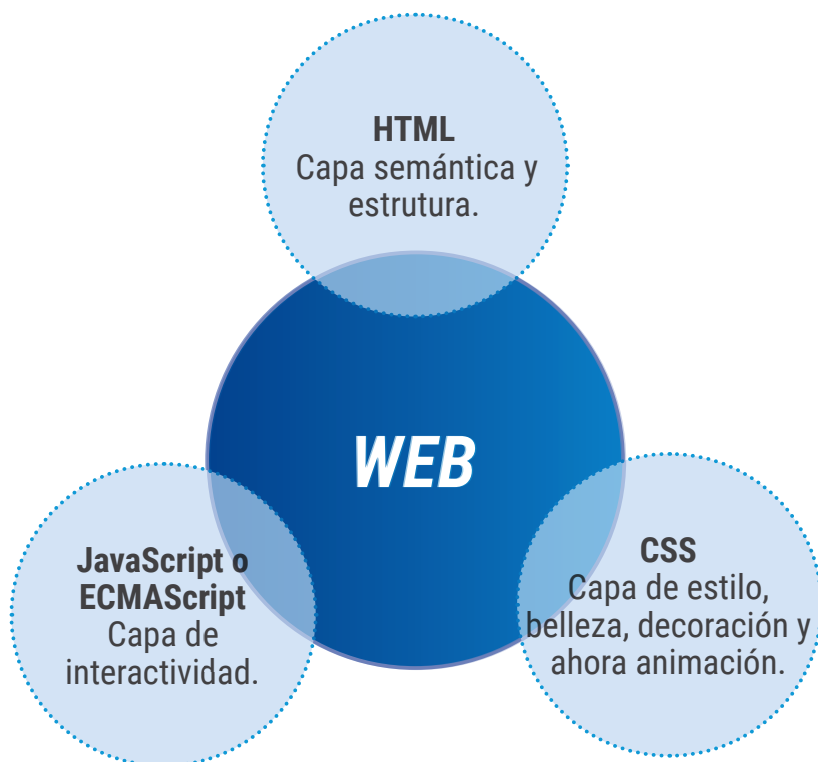 HTML
Capa semántica y
estrutura.
WEB
JavaScript o
ECMAScript
Capa de
interactividad.
CSS
Capa de estilo,
belleza, decoración y
ahora animación.